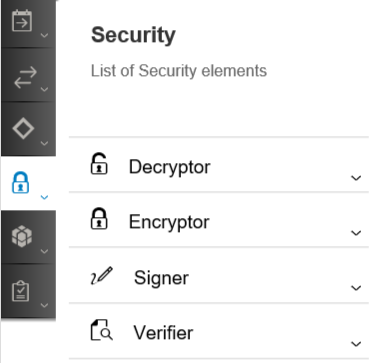 Security
List of Security elements
Decryptor
Encryptor
Signer
Verifier